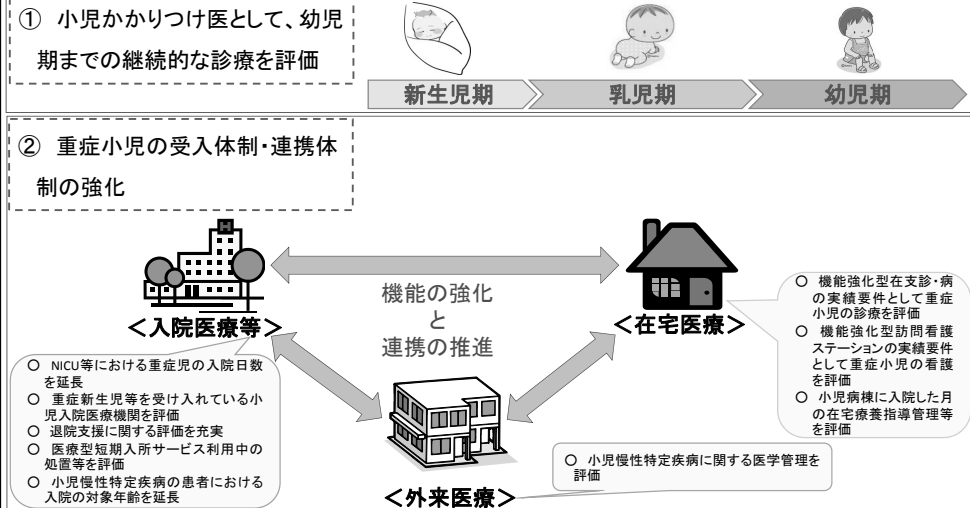 ① 小児かかりつけ医として、幼児
期までの継続的な診療を評価
新生児期
乳児期
幼児期
② 重症小児の受入体制・連携体
制の強化
機能の強化
と
連携の推進
＜入院医療等＞
○ NICU等における重症児の入院日数
を延長
○ 重症新生児等を受け入れている小
児入院医療機関を評価
○ 退院支援に関する評価を充実
○ 医療型短期入所サービス利用中の
処置等を評価
○ 小児慢性特定疾病の患者における
入院の対象年齢を延長
＜在宅医療＞
○ 機能強化型在支診・病
の実績要件として重症
小児の診療を評価
○ 機能強化型訪問看護
ステーションの実績要件
として重症小児の看護
を評価
○ 小児病棟に入院した月
の在宅療養指導管理等
を評価
＜外来医療＞
○ 小児慢性特定疾病に関する医学管理を
評価